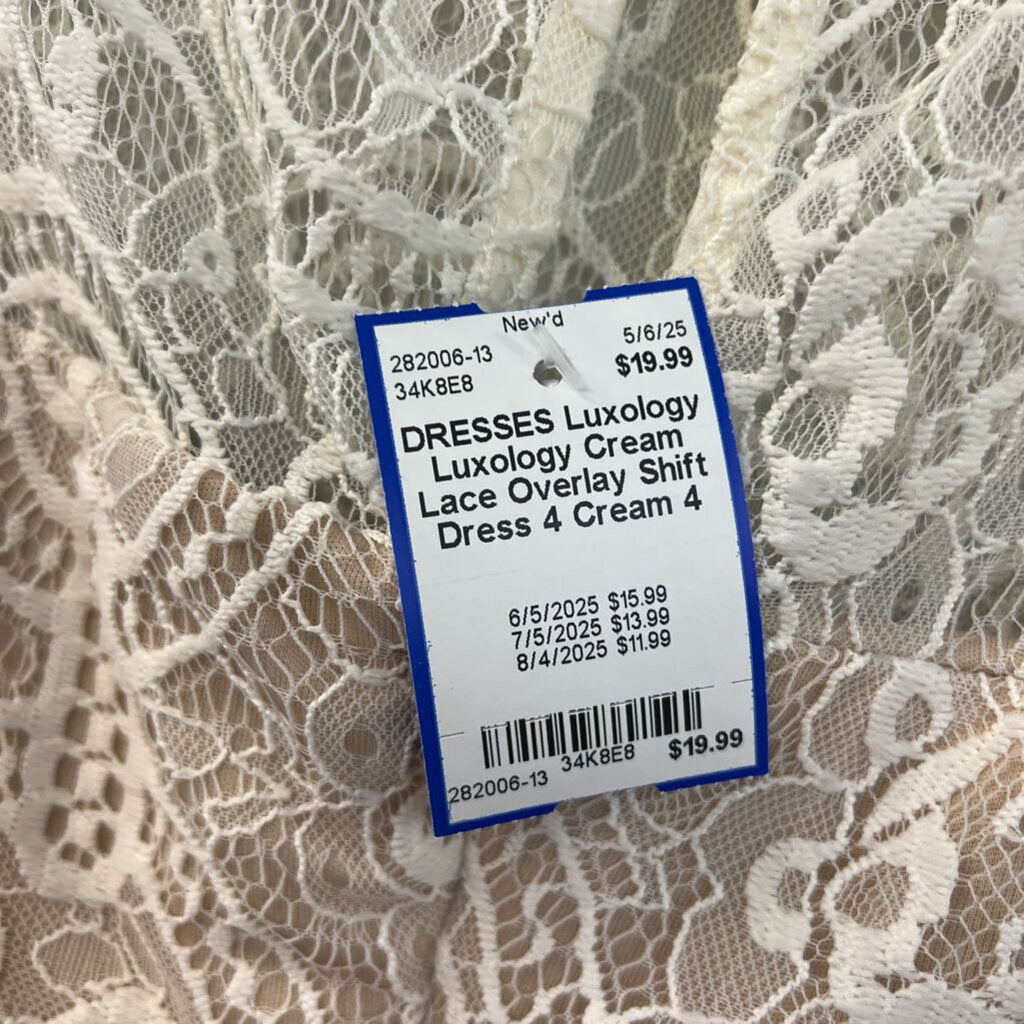 New'd
282006-13 5/6/25
34K8E8 $19.99
DRESSES Luxology
Luxology Cream
Lace Overlay Shift
Dress 4 Cream 4
6/5/2025 $15.99
7/5/2025 $13.99
8/4/2025 $11.99
282006-13 34K8E8 $19.99